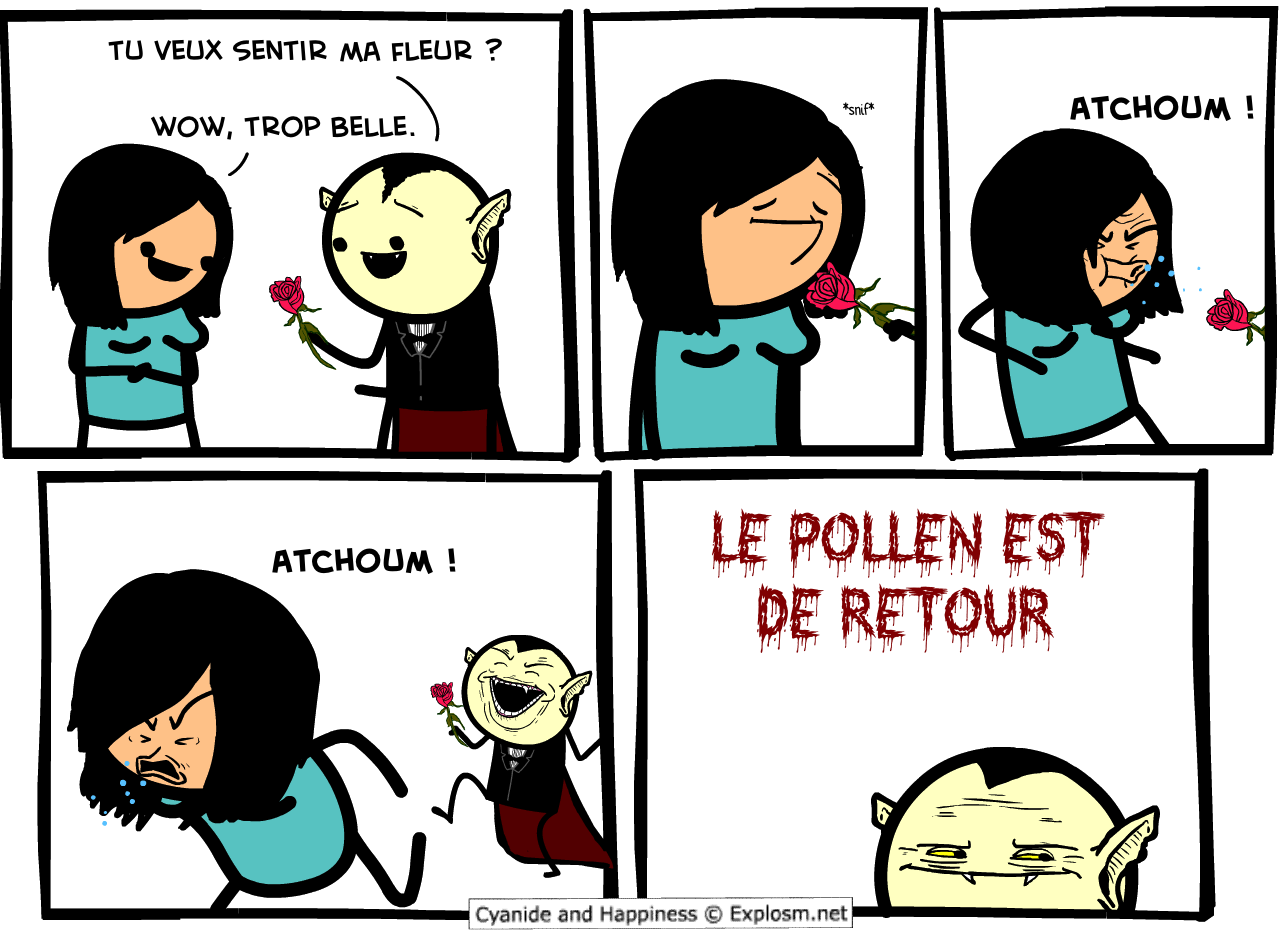 TU VEUX SENTIR MA FLEUR ?
WOW, TROP BELLE.
*snif*
ATCHOUM !
ATCHOUM !
LE POLLEN EST
DE RETOUR
Cyanide and Happiness © Explosm.net